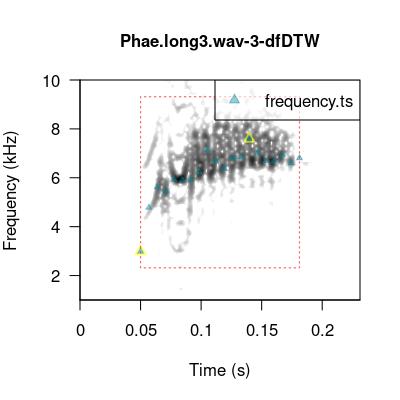 Phae.long3.wav-3-dfDTW
frequency.ts
Frequency (kHz)
10
8
6
4
2
0 0.05 0.1 0.15 0.2
Time (s)